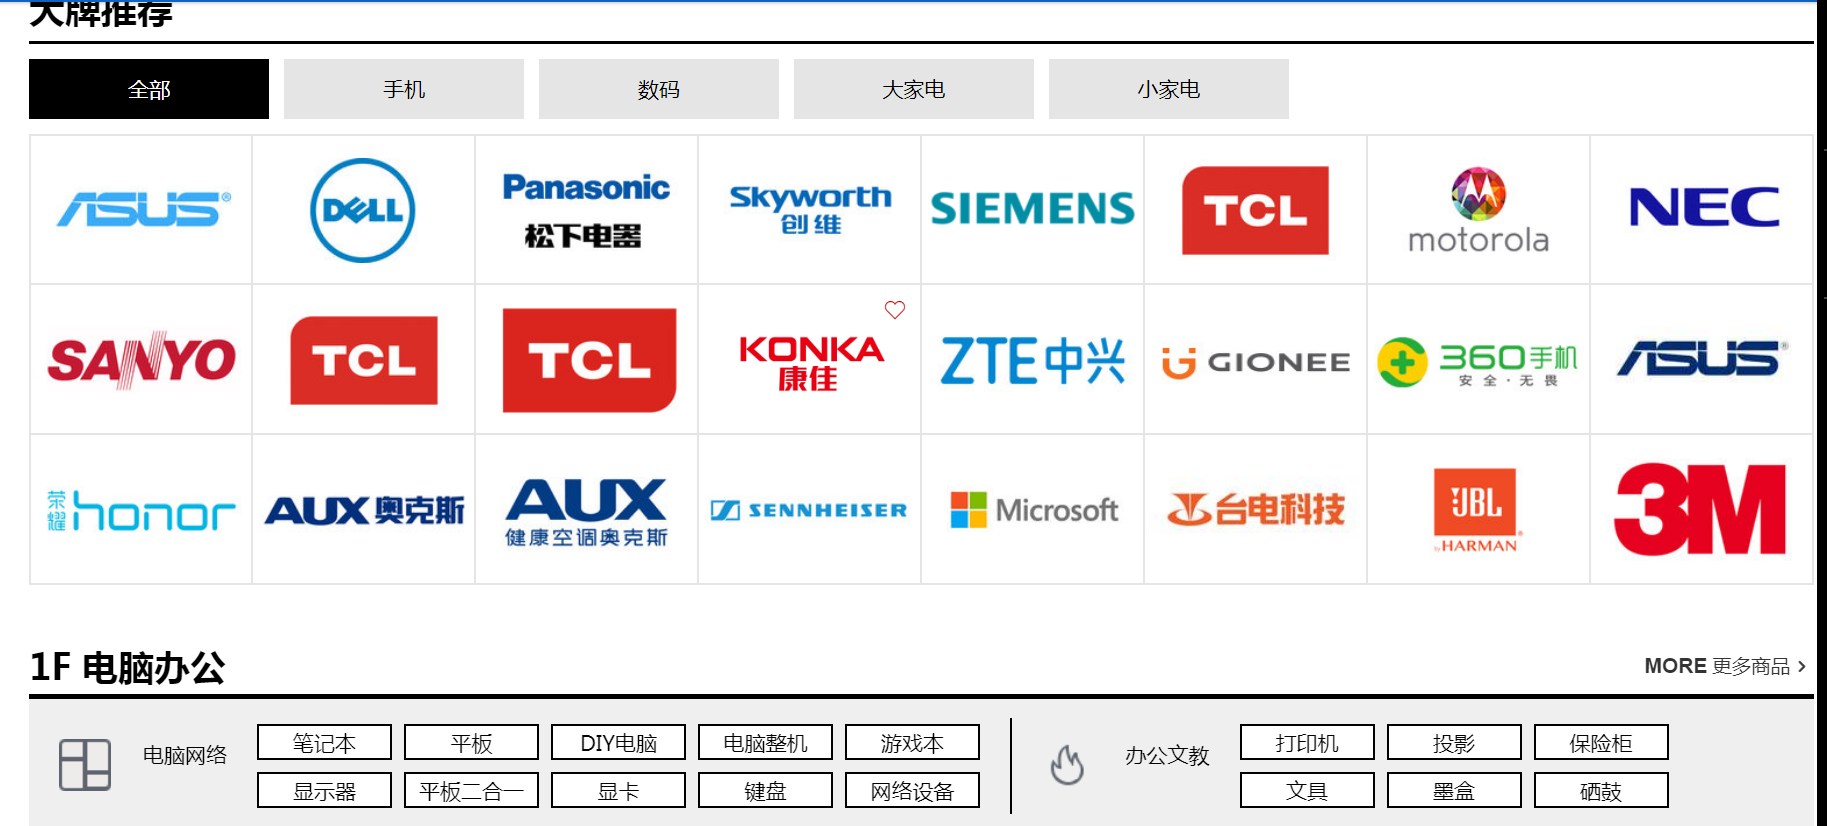 大牌推荐
全部 手机 数码 大家电 小家电
ASUS®
DELL
Panasonic
松下电器
Skyworth
创维
SIEMENS
TCL
motorola
NEC
SANYO
TCL
TCL
KONKA
康佳
ZTE中兴
GIONEE
360手机
安全·无畏
ASUS®
荣耀 honor
AUX奥克斯
AUX
健康空调奥克斯
SENNHEISER
Microsoft
台电科技
JBL
by HARMAN
3M
1F 电脑办公
MORE 更多商品 >
电脑网络
笔记本 平板 DIY电脑 电脑整机 游戏本
显示器 平板二合一 显卡 键盘 网络设备
办公文教
打印机 投影 保险柜
文具 墨盒 硒鼓